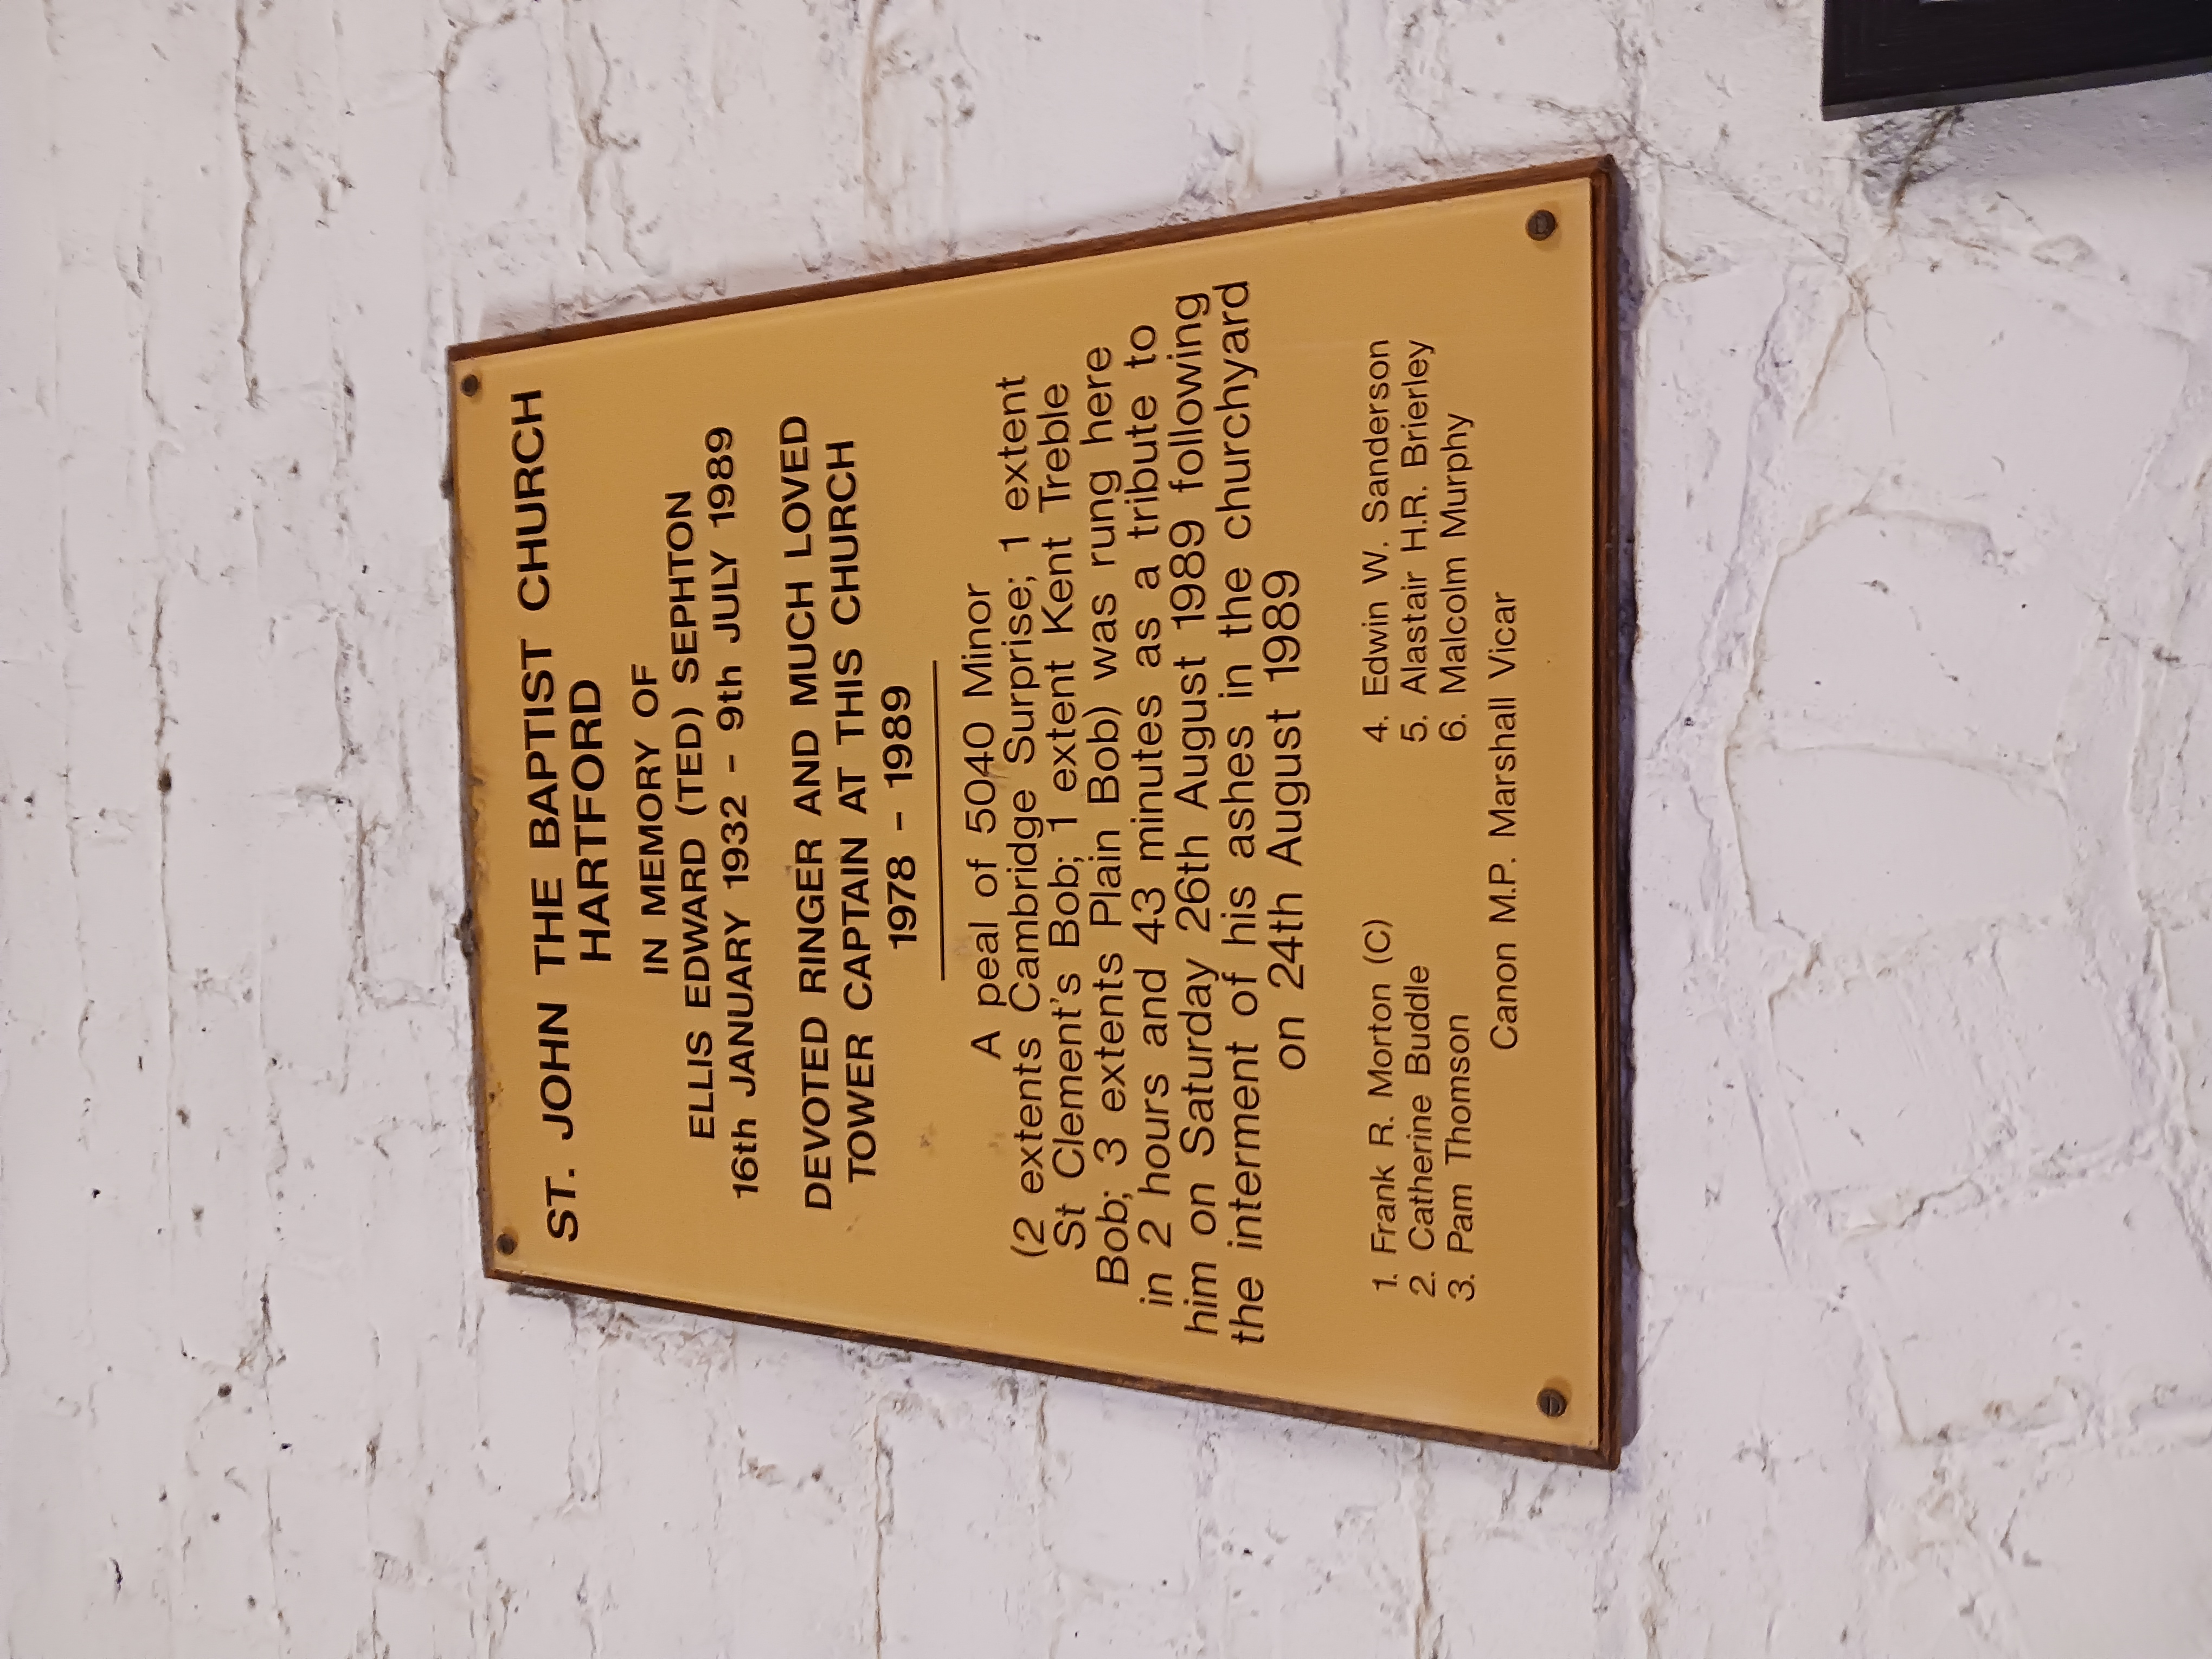 ST. JOHN THE BAPTIST CHURCH
HARTFORD
IN MEMORY OF
ELLIS EDWARD (TED) SEPHTON
16th JANUARY 1932 - 9th JULY 1989
DEVOTED RINGER AND MUCH LOVED
TOWER CAPTAIN AT THIS CHURCH
1978 - 1989
A peal of 5040 Minor
(2 extents Cambridge Surprise; 1 extent
St Clement's Bob; 1 extent Kent Treble
Bob; 3 extents Plain Bob) was rung here
in 2 hours and 43 minutes as a tribute to
him on Saturday 26th August 1989 following
the interment of his ashes in the churchyard
on 24th August 1989
1. Frank R. Morton (C)
2. Catherine Buddle
3. Pam Thomson
4. Edwin W. Sanderson
5. Alastair H.R. Brierley
6. Malcolm Murphy
Canon M.P. Marshall Vicar